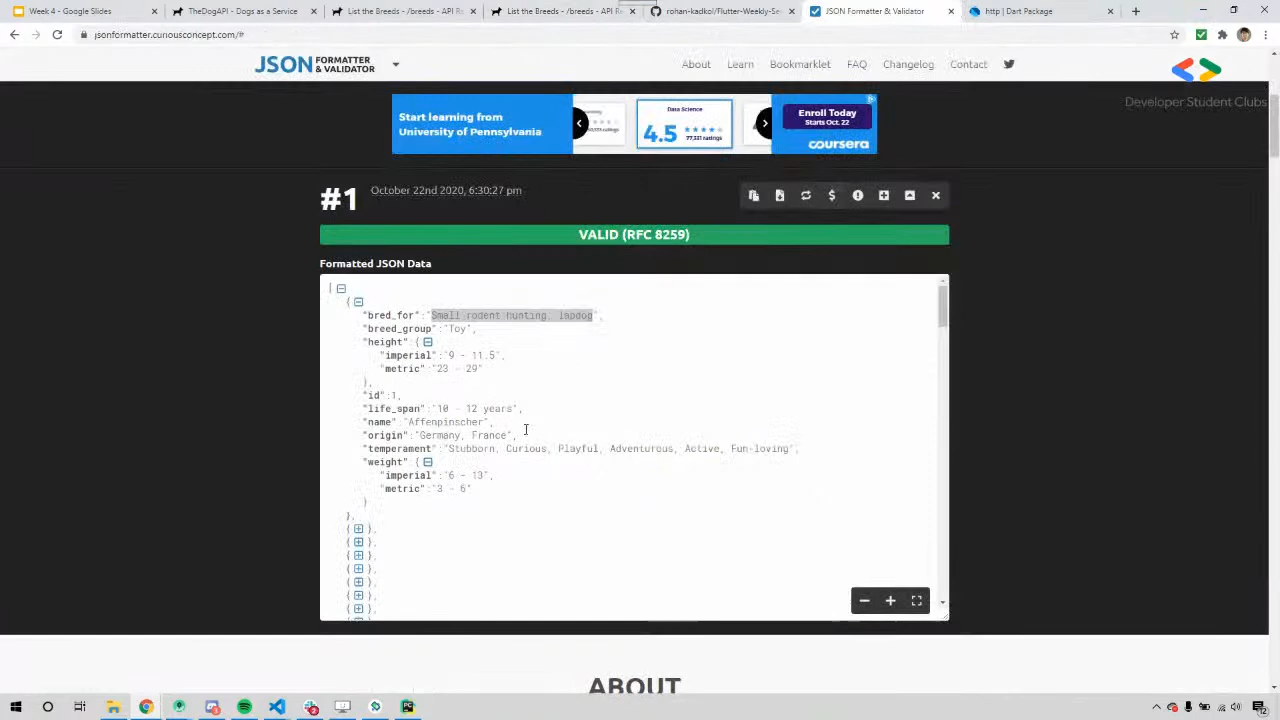 Week 4 - Google Slides
TheDogAPI - Dogs as a Service
List the Breeds - /breeds - API Re
List the Breeds - /breeds - API Re
rohan-kadkol/Flutter-Weekly-Se
JSON Formatter & Validator
http | Dart Package
jsonformatter.curiousconcept.com/#
JSON FORMATTER & VALIDATOR
About
Learn
Bookmarklet
FAQ
Changelog
Contact
Developer Student Clubs
Start learning from
University of Pennsylvania
Data Science
4.5
Enroll Today
Starts Oct. 22
coursera
#1
October 22nd 2020, 6:30:27 pm
VALID (RFC 8259)
Formatted JSON Data
[
{
"bred_for":"Small rodent hunting, lapdog",
"breed_group":"Toy",
"height":{
"imperial":"9 - 11.5",
"metric":"23 - 29"
},
"id":1,
"life_span":"10 - 12 years",
"name":"Affenpinscher",
"origin":"Germany, France",
"temperament":"Stubborn, Curious, Playful, Adventurous, Active, Fun-loving",
"weight":{
"imperial":"6 - 13",
"metric":"3 - 6"
}
},
{ },
{ },
{ },
{ },
{ },
{ },
{ },
ABOUT